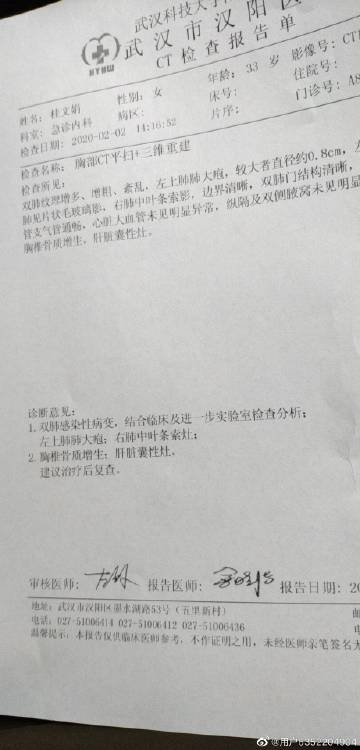 武汉科技大学
武汉市汉阳区
CT检查报告单
HYHW
姓名: 桂文娟 性别: 女 年龄: 33 岁 影像号: CT
科室: 急诊内科 病区: 床号: 住院号:
检查日期: 2020-02-02 14:16:52 片序: 门诊号: A8
检查名称: 胸部CT平扫+三维重建
检查所见:
双肺纹理增多、增粗、紊乱，左上肺肺大疱，较大者直径约0.8cm，左
肺见片状毛玻璃影，右肺中叶条索影，边界清晰，双肺门结构清晰，
管支气管通畅，心脏大血管未见明显异常，纵隔及双侧腋窝未见明显
胸椎骨质增生，肝脏囊性灶。
诊断意见:
1. 双肺感染性病变，结合临床及进一步实验室检查分析;
左上肺肺大疱; 右肺中叶条索灶;
2. 胸椎骨质增生; 肝脏囊性灶。
建议治疗后复查。
审核医师: 报告医师: 报告日期: 20
地址: 武汉市汉阳区墨水湖路53号（五里新村）
电话: 027-51006414 027-51006412 027-51006436
温馨提示: 本报告仅供临床医师参考，不作证明之用，未经医师亲笔签名无
@用户6352204904